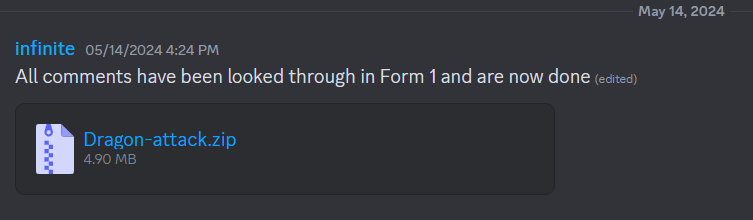 May 14, 2024
infinite 05/14/2024 4:24 PM
All comments have been looked through in Form 1 and are now done (edited)
Dragon-attack.zip
4.90 MB